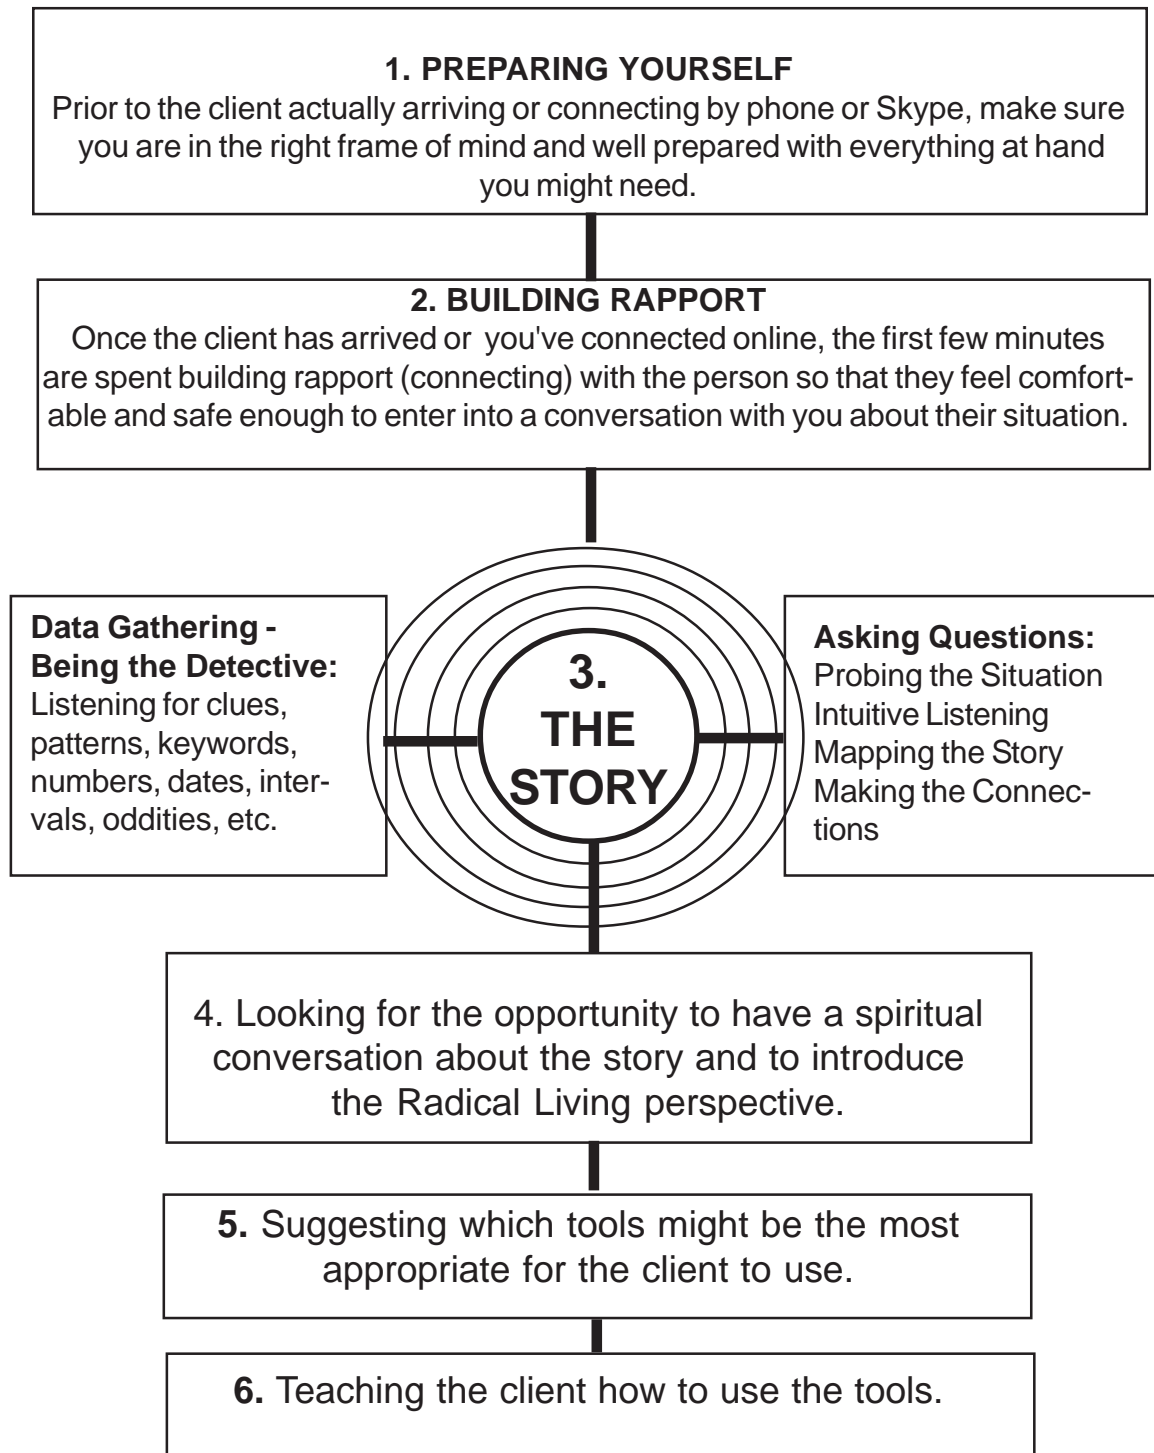 1. PREPARING YOURSELF
Prior to the client actually arriving or connecting by phone or Skype, make sure
you are in the right frame of mind and well prepared with everything at hand
you might need.
2. BUILDING RAPPORT
Once the client has arrived or you've connected online, the first few minutes
are spent building rapport (connecting) with the person so that they feel comfort-
able and safe enough to enter into a conversation with you about their situation.
Data Gathering -
Being the Detective:
Listening for clues,
patterns, keywords,
numbers, dates, inter-
vals, oddities, etc.
3.
THE
STORY
Asking Questions:
Probing the Situation
Intuitive Listening
Mapping the Story
Making the Connec-
tions
4. Looking for the opportunity to have a spiritual
conversation about the story and to introduce
the Radical Living perspective.
5. Suggesting which tools might be the most
appropriate for the client to use.
6. Teaching the client how to use the tools.